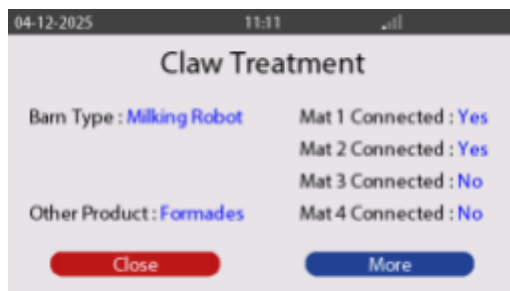 04-12-2025 11:11
Claw Treatment
Barn Type : Milking Robot Mat 1 Connected : Yes
Mat 2 Connected : Yes
Mat 3 Connected : No
Other Product : Formades Mat 4 Connected : No
Close More